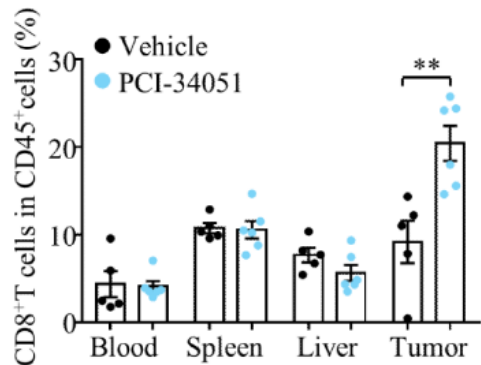 CD8⁺T cells in CD45⁺cells (%)
30
20
10
0
Vehicle
PCI-34051
**
Blood Spleen Liver Tumor